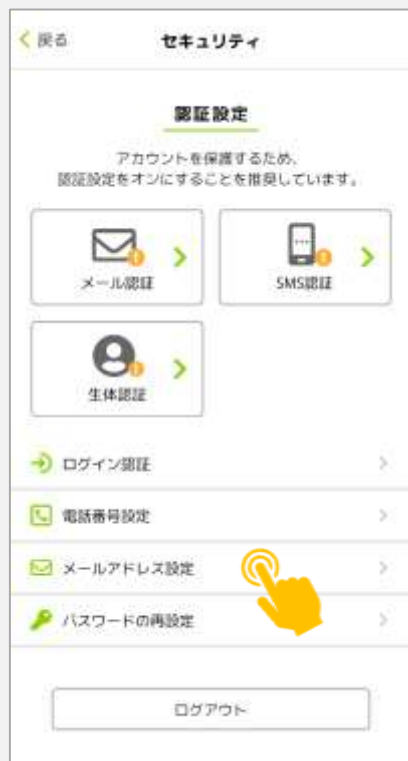 戻る
セキュリティ
認証設定
アカウントを保護するため、
認証設定をオンにすることを推奨しています。
メール認証
SMS認証
生体認証
ログイン認証
電話番号設定
メールアドレス設定
パスワードの再設定
ログアウト